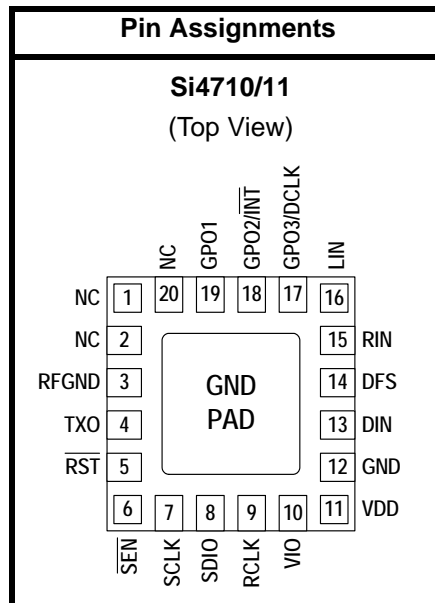 Pin Assignments
Si4710/11
(Top View)
NC
GPO1
GPO2/INT
GPO3/DCLK
LIN
20
19
18
17
16
NC 1
NC 2
RFGND 3
TXO 4
RST 5
GND
PAD
15 RIN
14 DFS
13 DIN
12 GND
11 VDD
6
7
8
9
10
SEN
SCLK
SDIO
RCLK
VIO